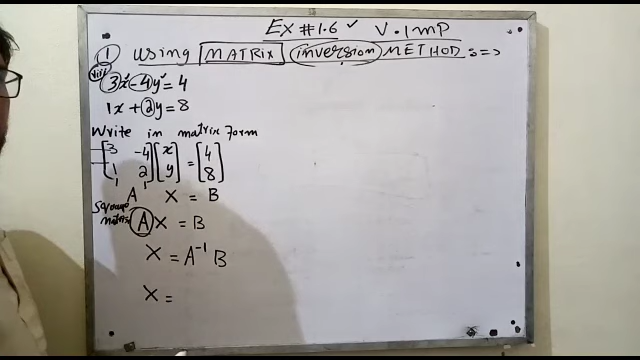 EX # 1.6 ✓ V.IMP
① Using MATRIX inversion METHOD s=>
(viii) 3x - 4y = 4
1x + 2y = 8
Write in matrix form
[3 -4; 1 2] [x; y] = [4; 8]
A X = B
Square matrix A X = B
X = A⁻¹ B
X =